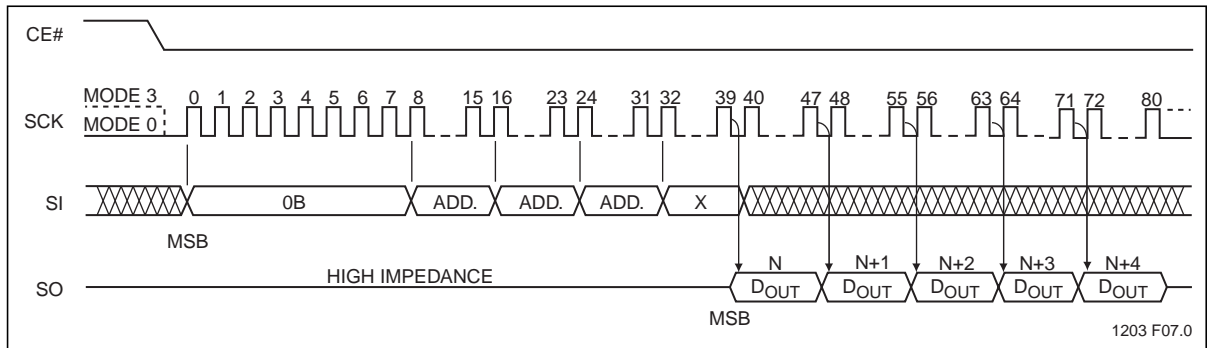 CE#
MODE 3
SCK
MODE 0
0 1 2 3 4 5 6 7 8 15 16 23 24 31 32 39 40 47 48 55 56 63 64 71 72 80
SI
0B ADD. ADD. ADD. X
MSB
HIGH IMPEDANCE
SO
N N+1 N+2 N+3 N+4
DOUT DOUT DOUT DOUT DOUT
MSB
1203 F07.0